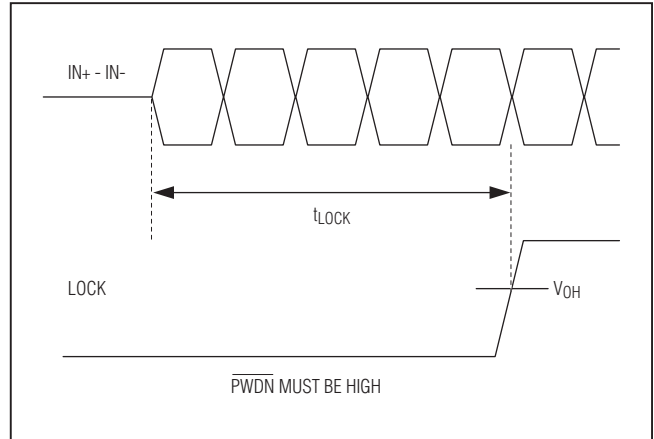 IN+ - IN-
tLOCK
LOCK
VOH
PWDN MUST BE HIGH